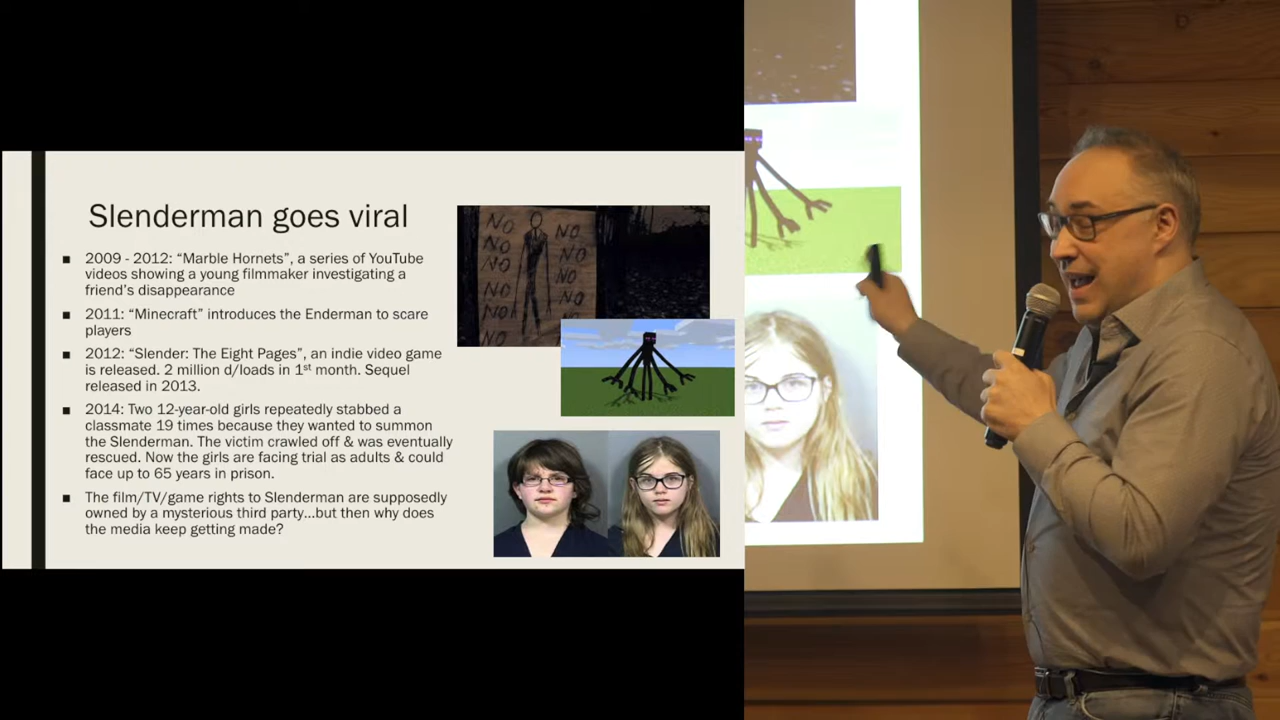 Slenderman goes viral
■ 2009 - 2012: “Marble Hornets”, a series of YouTube
videos showing a young filmmaker investigating a
friend’s disappearance
■ 2011: “Minecraft” introduces the Enderman to scare
players
■ 2012: “Slender: The Eight Pages”, an indie video game
is released. 2 million d/loads in 1st month. Sequel
released in 2013.
■ 2014: Two 12-year-old girls repeatedly stabbed a
classmate 19 times because they wanted to summon
the Slenderman. The victim crawled off & was eventually
rescued. Now the girls are facing trial as adults & could
face up to 65 years in prison.
■ The film/TV/game rights to Slenderman are supposedly
owned by a mysterious third party...but then why does
the media keep getting made?
NO NO
NO NO
NO NO
NO NO
NO NO
NO